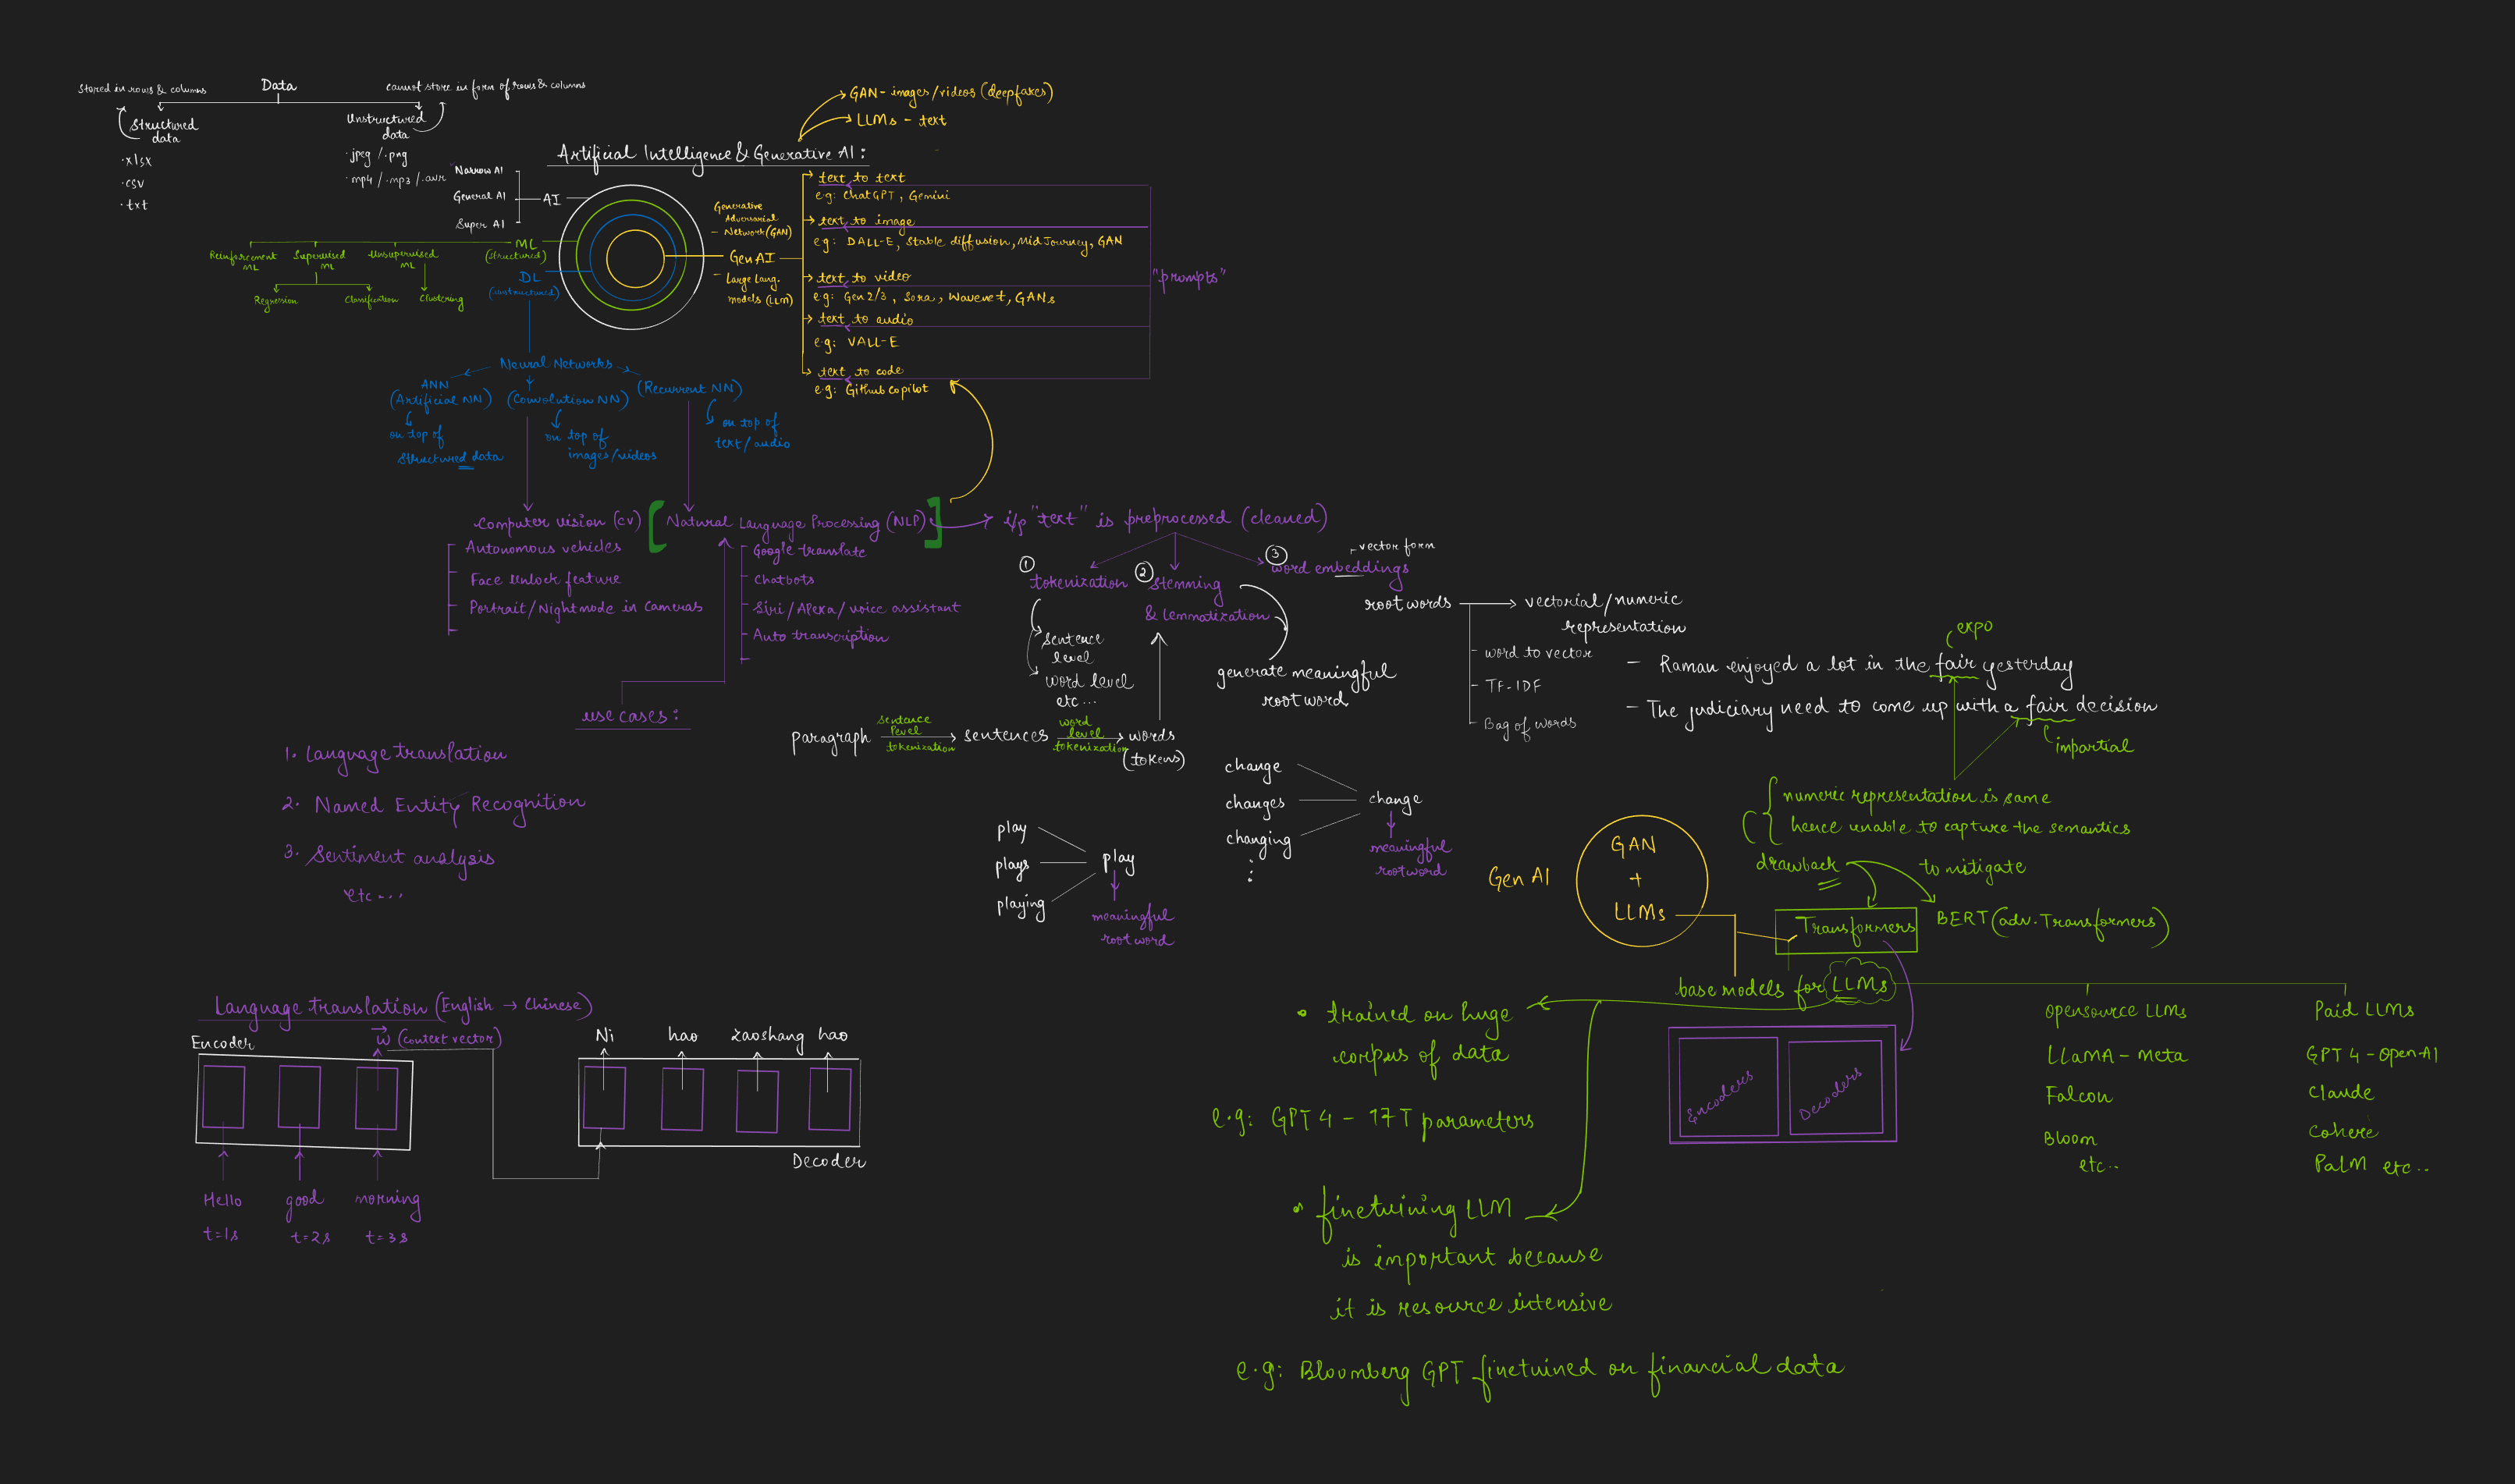 Data
Stored in rows & columns
cannot store in form of rows & columns
Structured
data
.xlsx
.csv
.txt
Unstructured
data
.jpeg / .png
.mp4 / .mp3 /
GAN - images/videos (deepfakes)
LLMs - text
Artificial Intelligence & Generative AI :
Narrow AI
General AI
Super AI
AI
ML
(structured)
Reinforcement
ML
Supervised
ML
Unsupervised
ML
Regression
Classification
Clustering
DL
(unstructured)
Generative
Adversarial
- Network (GAN)
GenAI
- Large Lang.
models (LLM)
text to text
e.g: ChatGPT, Gemini
text to image
e.g: DALL-E, Stable diffusion, MidJourney, GAN
text to video
e.g: Gen 2/3, Sora, Wavenet, GANs
text to audio
e.g: VALL-E
text to code
e.g: Github copilot
"prompts"
Neural Networks
ANN
(Artificial NN)
(Convolution NN)
(Recurrent NN)
on top of
structured data
on top of
images/videos
on top of
text/audio
Computer vision (CV)
Autonomous vehicles
Face unlock feature
Portrait/Nightmode in Cameras
[Natural Language Processing (NLP)]
Google translate
Chatbots
Siri/Alexa/voice assistant
Auto transcription
i/p "text" is preprocessed (cleaned)
1
tokenization
sentence
level
word level
etc...
2
Stemming
& lemmatization
generate meaningful
root word
3
word embeddings
vector form
root words → vectorial/numeric
representation
word to vector
TF-IDF
Bag of words
expo
- Raman enjoyed a lot in the fair yesterday
- The judiciary need to come up with a fair decision
impartial
numeric representation is same
hence unable to capture the semantics
drawback
to mitigate
Transformers
BERT (adv. Transformers)
use cases :
1. Language translation
2. Named Entity Recognition
3. Sentiment analysis
etc ...
paragraph
sentence
level
tokenization
sentences
word
level
tokenization
words
(tokens)
play
plays
playing
play
meaningful
root word
change
changes
changing
change
meaningful
root word
Gen AI
GAN
+
LLMs
base models for LLMs
Encoders
Decoders
Opensource LLMs
LLaMA - Meta
Falcon
Bloom
etc..
Paid LLMs
GPT 4 - Open-AI
Claude
Cohere
PaLM etc..
• trained on huge
corpus of data
e.g: GPT 4 - 17T parameters
• finetuining LLM
is important because
it is resource intensive
e.g: Bloomberg GPT finetuined on financial data
Language translation (English → Chinese)
Encoder
w (context vector)
Hello
good
morning
t=1s
t=2s
t=3s
Ni
hao
zaoshang
hao
Decoder